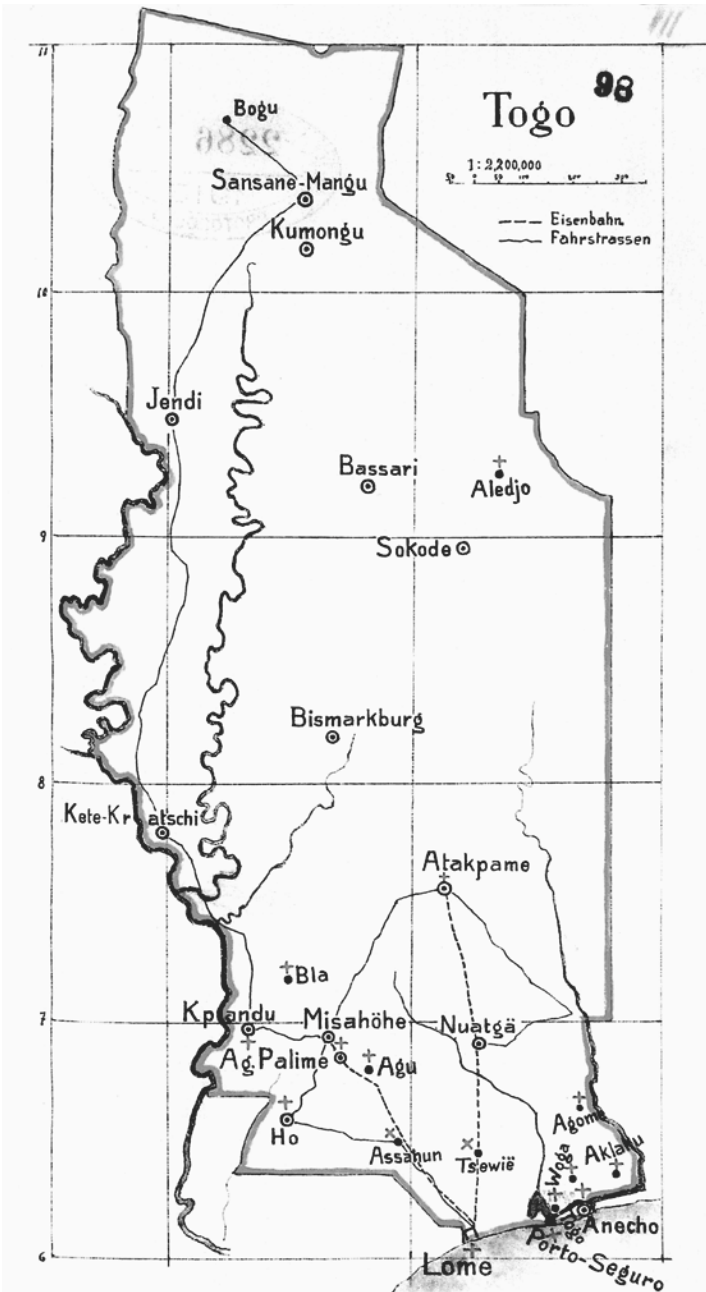 98
Togo
1:2,200,000
Eisenbahn
Fahrstrassen
11
Bogu
2286
Sansane-Mangu
Kumongu
10
Jendi
Bassari
Aledjo
9
Sokode
Bismarkburg
8
Kete-Kratschi
Atakpame
Bla
Kpandu
7
Misahöhe
Nuatgä
Ag. Palime
Agu
Agome
Ho
Assahun
Tsewië
Woga
Aklaku
Togo
Anecho
Porto-Seguro
6
Lome